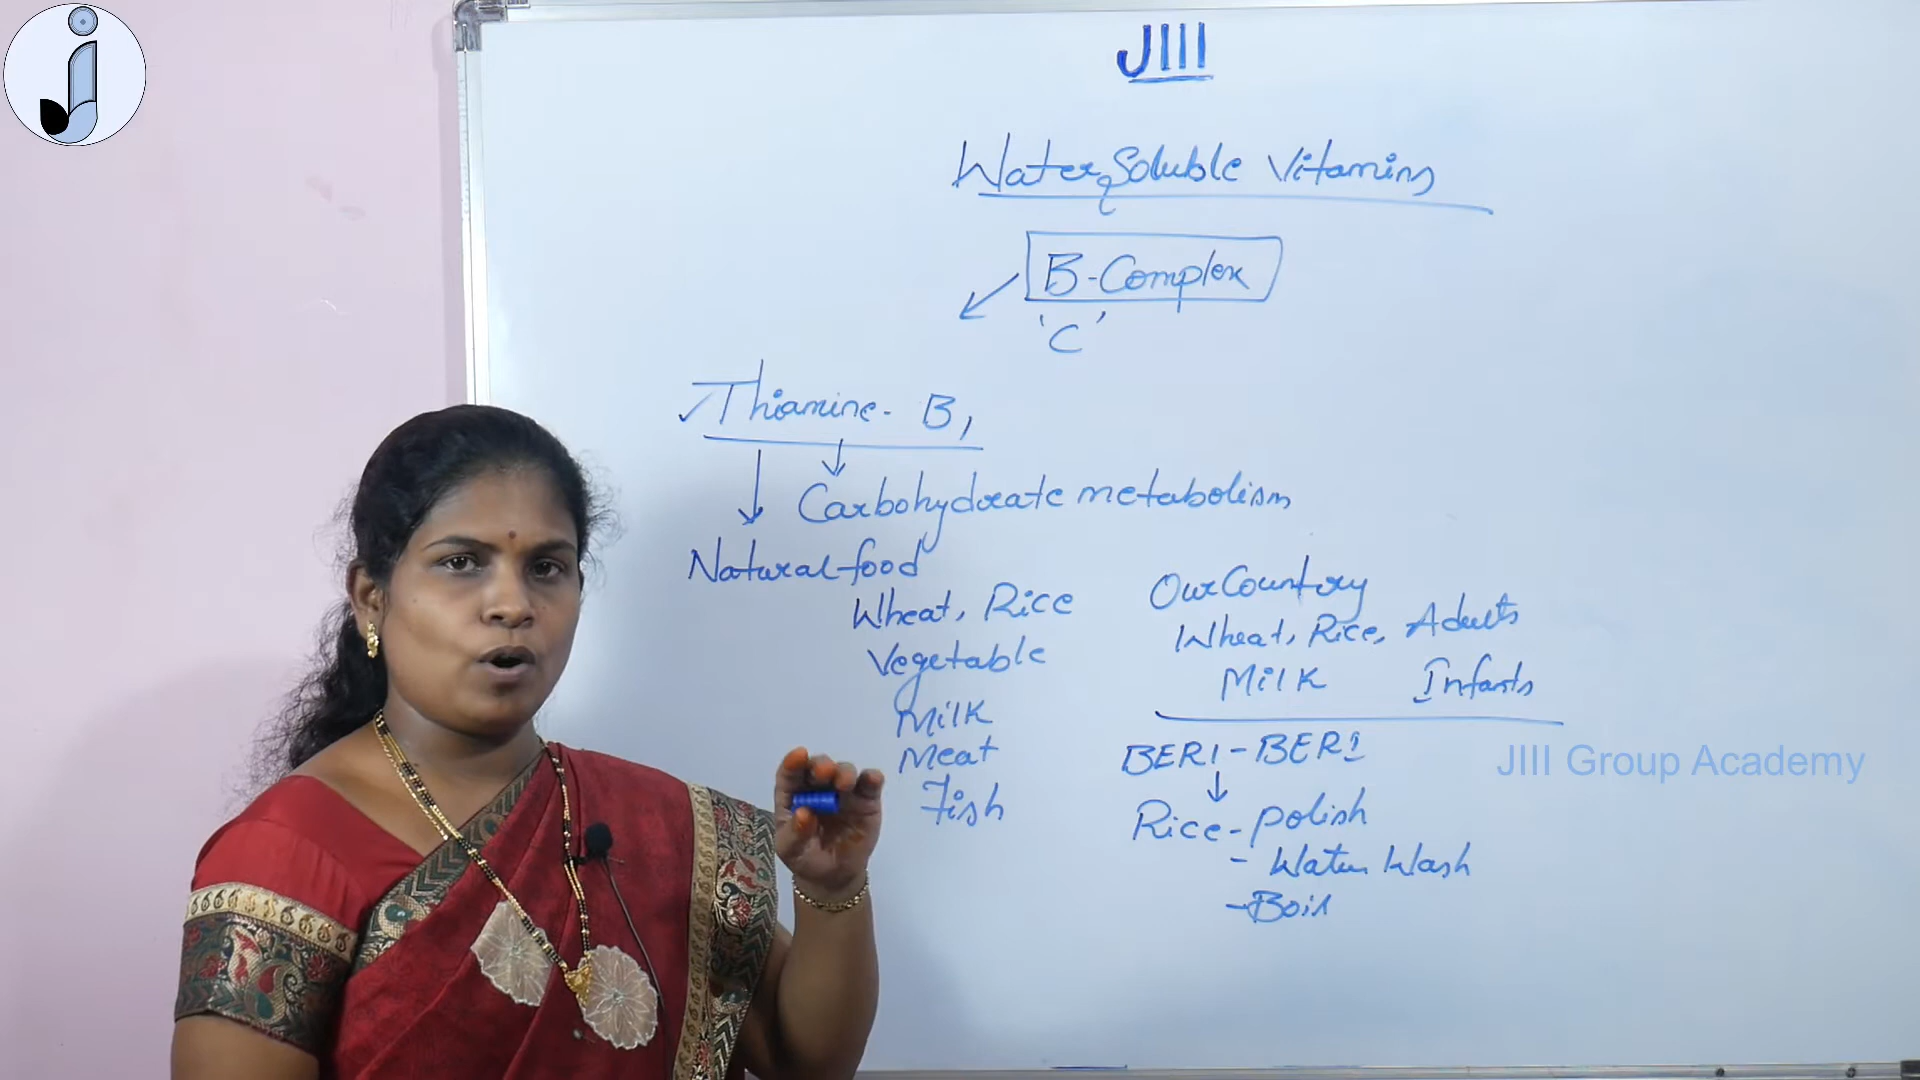 JIII
Water Soluble Vitamins
B-Complex
'C'
Thiamine - B1
Carbohydrate metabolism
Natural food
Wheat, Rice
Vegetable
Milk
Meat
Fish
Our Country
Wheat, Rice, Adults
Milk Infants
BERI-BERI
Rice-polish
- Water Wash
- Boil
JIII Group Academy